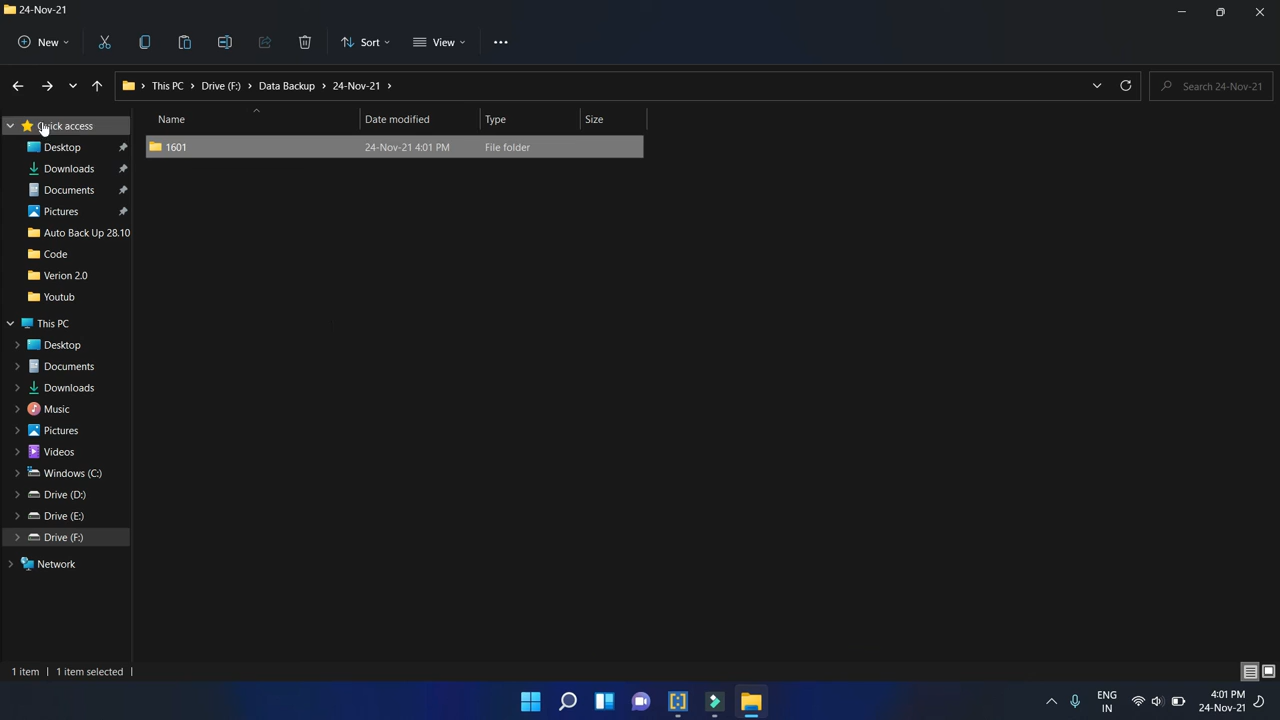 24-Nov-21
New
Sort
View
This PC
Drive (F:)
Data Backup
24-Nov-21
Search 24-Nov-21
Name
Date modified
Type
Size
1601
24-Nov-21 4:01 PM
File folder
Quick access
Desktop
Downloads
Documents
Pictures
Auto Back Up 28.10
Code
Verion 2.0
Youtub
This PC
Desktop
Documents
Downloads
Music
Pictures
Videos
Windows (C:)
Drive (D:)
Drive (E:)
Drive (F:)
Network
1 item
1 item selected
ENG
IN
4:01 PM
24-Nov-21